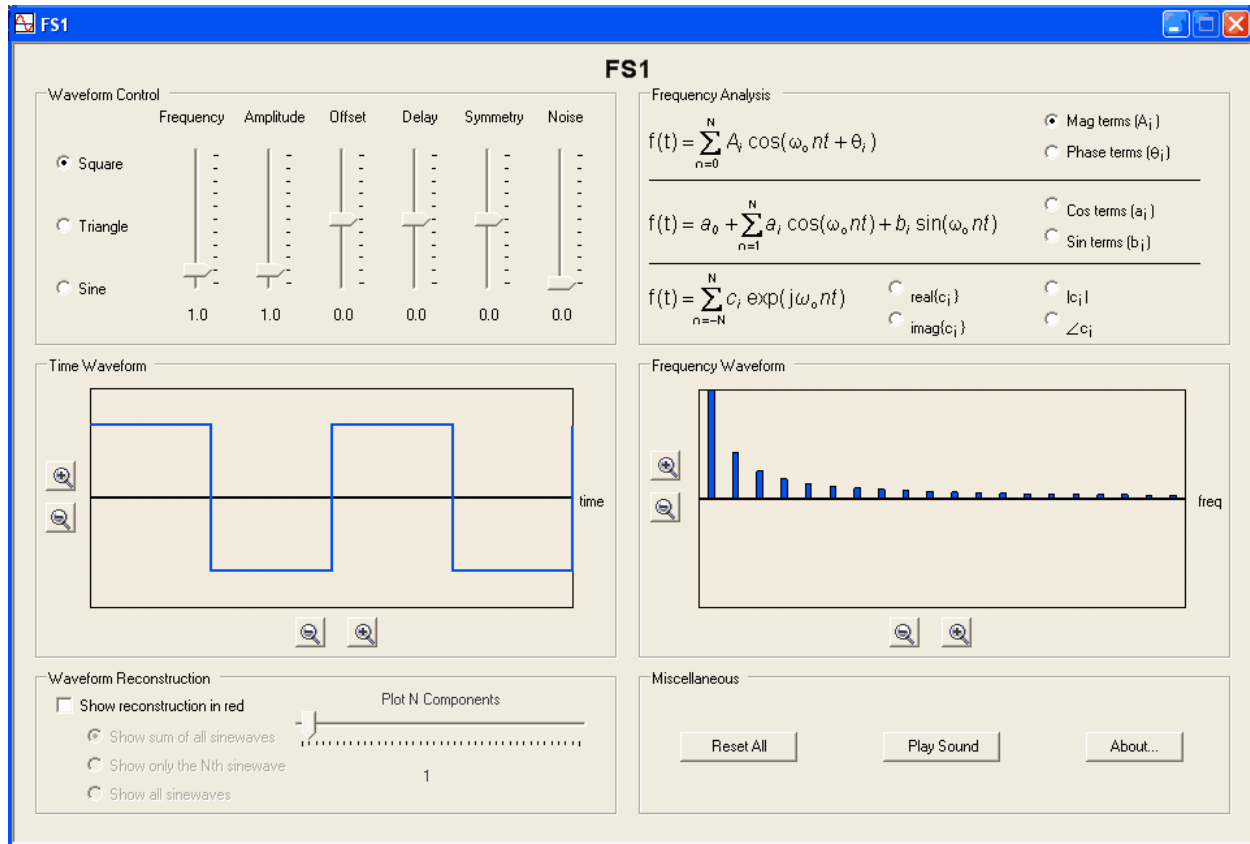 FS1
FS1
Waveform Control
Frequency Amplitude Offset Delay Symmetry Noise
Square
Triangle
Sine
1.0 1.0 0.0 0.0 0.0 0.0
Frequency Analysis
f(t) = ∑ A_i cos(ω_o nt + θ_i)
N
n=0
Mag terms (A_i)
Phase terms (θ_i)
f(t) = a_0 + ∑ a_i cos(ω_o nt) + b_i sin(ω_o nt)
N
n=1
Cos terms (a_i)
Sin terms (b_i)
f(t) = ∑ c_i exp(jω_o nt)
N
n=-N
real{c_i}
imag{c_i}
|c_i|
∠c_i
Time Waveform
time
Frequency Waveform
freq
Waveform Reconstruction
Show reconstruction in red
Show sum of all sinewaves
Show only the Nth sinewave
Show all sinewaves
Plot N Components
1
Miscellaneous
Reset All
Play Sound
About...